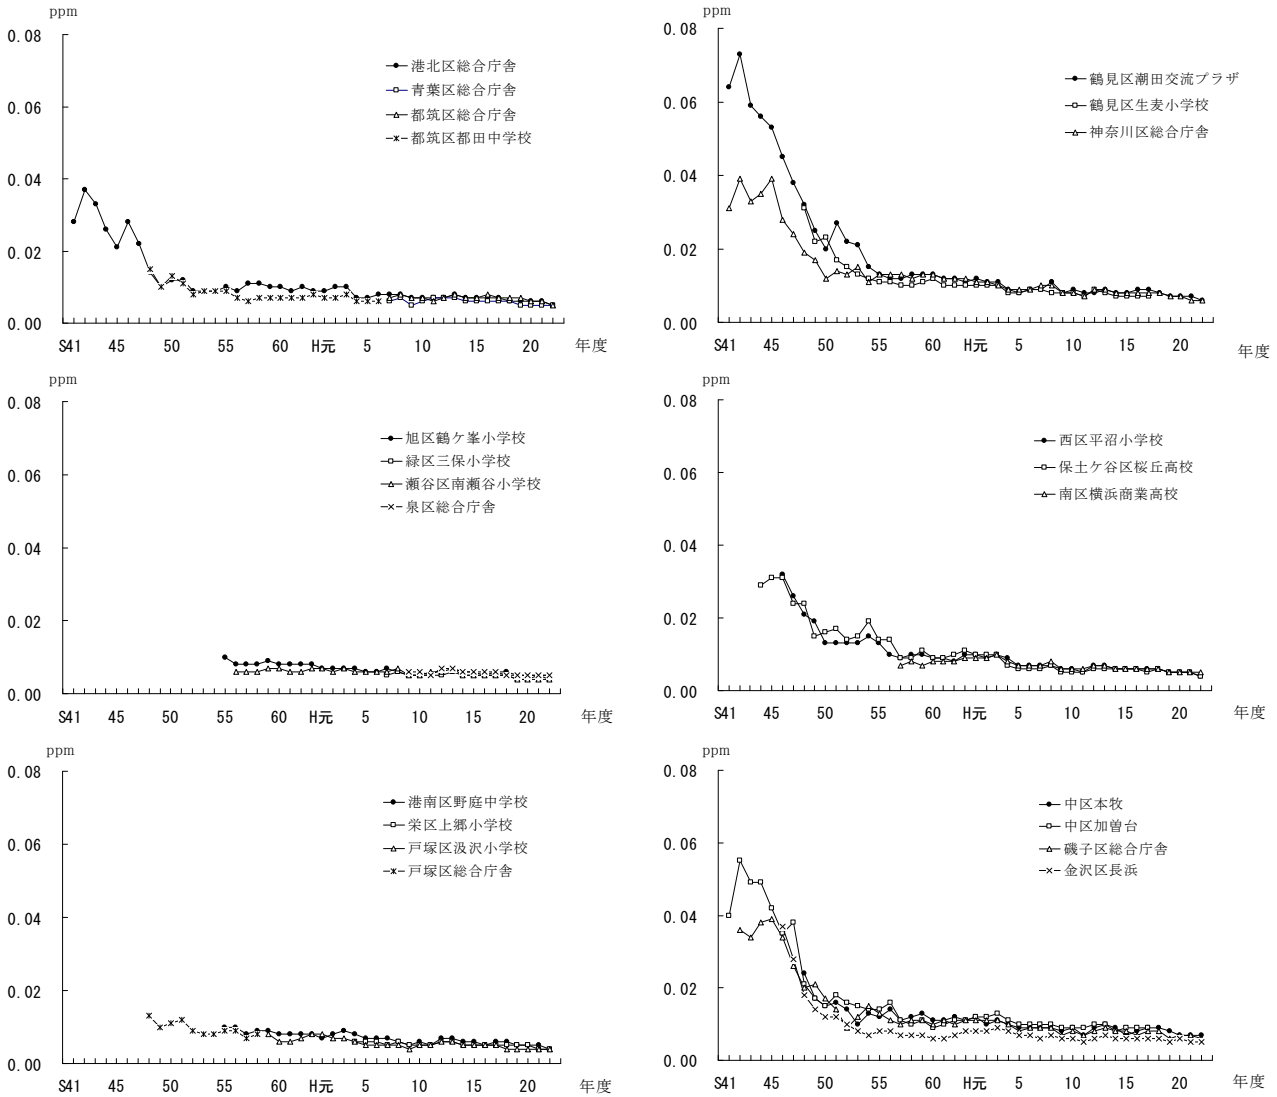 ppm
0.08
0.06
0.04
0.02
0.00
S41 45 50 55 60 H元 5 10 15 20 年度
港北区総合庁舎
青葉区総合庁舎
都筑区総合庁舎
都筑区都田中学校
ppm
0.08
0.06
0.04
0.02
0.00
S41 45 50 55 60 H元 5 10 15 20 年度
鶴見区潮田交流プラザ
鶴見区生麦小学校
神奈川区総合庁舎
ppm
0.08
0.06
0.04
0.02
0.00
S41 45 50 55 60 H元 5 10 15 20 年度
旭区鶴ケ峯小学校
緑区三保小学校
瀬谷区南瀬谷小学校
泉区総合庁舎
ppm
0.08
0.06
0.04
0.02
0.00
S41 45 50 55 60 H元 5 10 15 20 年度
西区平沼小学校
保土ケ谷区桜丘高校
南区横浜商業高校
ppm
0.08
0.06
0.04
0.02
0.00
S41 45 50 55 60 H元 5 10 15 20 年度
港南区野庭中学校
栄区上郷小学校
戸塚区汲沢小学校
戸塚区総合庁舎
ppm
0.08
0.06
0.04
0.02
0.00
S41 45 50 55 60 H元 5 10 15 20 年度
中区本牧
中区加曽台
磯子区総合庁舎
金沢区長浜